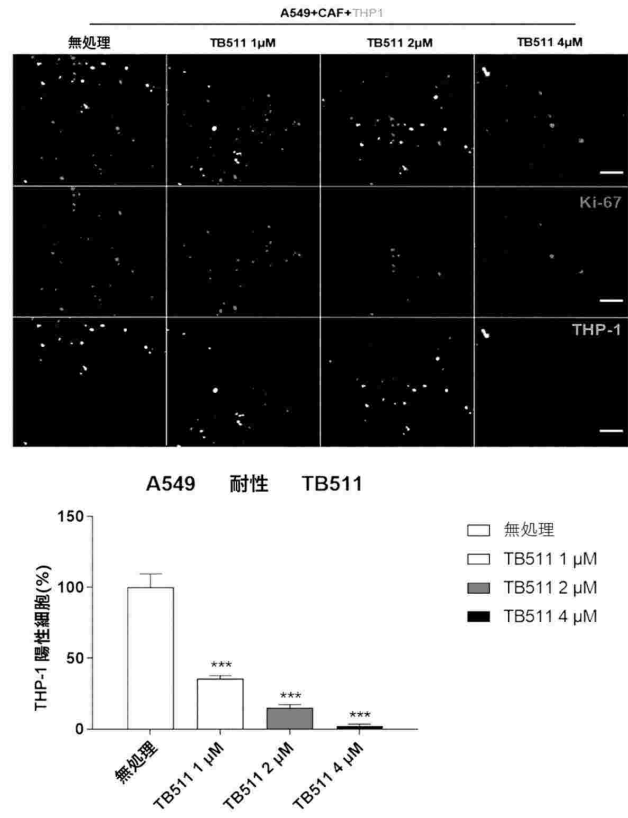 A549+CAF+THP1
無処理 TB511 1μM TB511 2μM TB511 4μM
Ki-67
THP-1
A549 耐性 TB511
THP-1 陽性細胞(%)
150
100
50
0
***
***
***
無処理
TB511 1 μM
TB511 2 μM
TB511 4 μM
無処理
TB511 1 μM
TB511 2 μM
TB511 4 μM